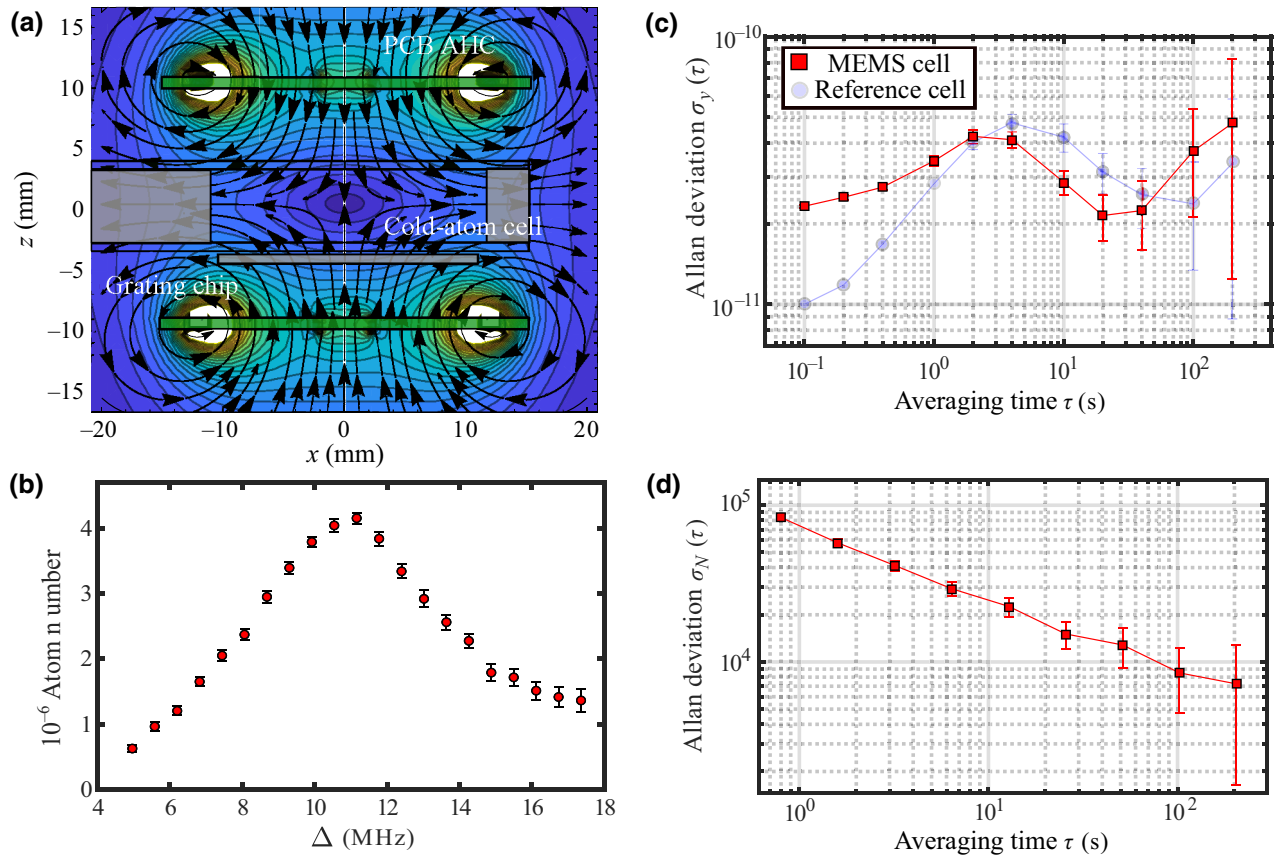 (a)
PCB AHC
Cold-atom cell
Grating chip
15
10
5
0
−5
−10
−15
z (mm)
−20
−10
0
10
20
x (mm)
(b)
4
3
2
1
0
10⁻⁶ Atom n umber
4
6
8
10
12
14
16
18
Δ (MHz)
(c)
10⁻¹⁰
10⁻¹¹
Allan deviation σy (τ)
MEMS cell
Reference cell
10⁻¹
10⁰
10¹
10²
Averaging time τ (s)
(d)
10⁵
10⁴
Allan deviation σN (τ)
10⁰
10¹
10²
Averaging time τ (s)